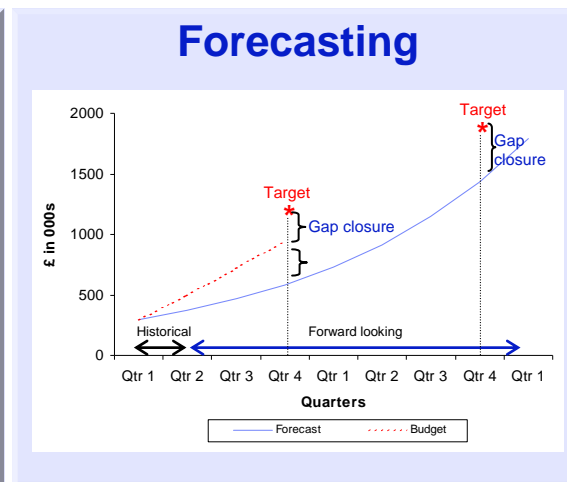 Forecasting
2000
1500
1000
500
0
£ in 000s
Target
*
Gap closure
Target
*
Gap
closure
Historical
Forward looking
Qtr 1 Qtr 2 Qtr 3 Qtr 4 Qtr 1 Qtr 2 Qtr 3 Qtr 4 Qtr 1
Quarters
Forecast Budget